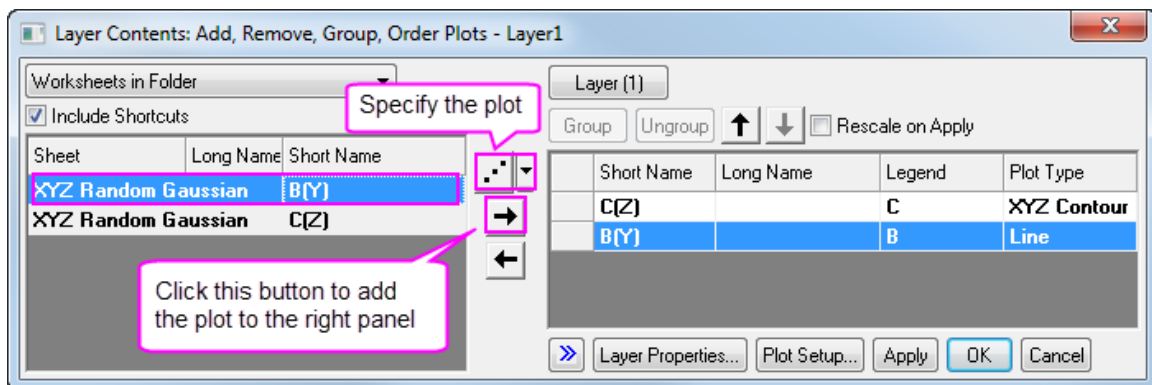 Layer Contents: Add, Remove, Group, Order Plots - Layer1
Worksheets in Folder
Include Shortcuts
Specify the plot
Sheet Long Name Short Name
XYZ Random Gaussian B(Y)
XYZ Random Gaussian C(Z)
Click this button to add
the plot to the right panel
Layer (1)
Group Ungroup Rescale on Apply
Short Name Long Name Legend Plot Type
C(Z) C XYZ Contour
B(Y) B Line
Layer Properties... Plot Setup... Apply OK Cancel